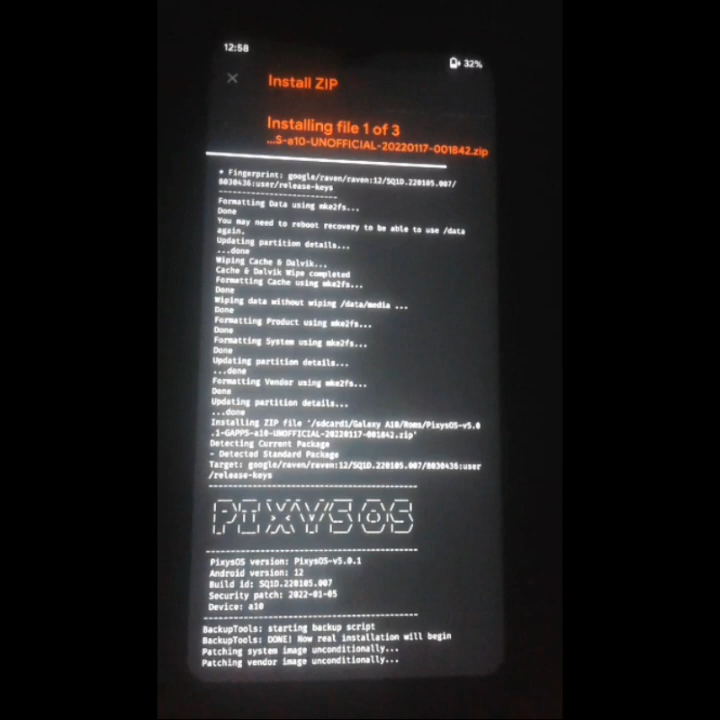 12:58
32%
Install ZIP
Installing file 1 of 3
...S-a10-UNOFFICIAL-20220117-001842.zip
* Fingerprint: google/raven/raven:12/SQ1D.220105.007/
8030436:user/release-keys
--------------------------
Formatting Data using mke2fs...
Done
You may need to reboot recovery to be able to use /data
again.
Updating partition details...
...done
Wiping Cache & Dalvik...
Cache & Dalvik Wipe completed
Formatting Cache using mke2fs...
Done
Wiping data without wiping /data/media ...
Done
Formatting Product using mke2fs...
Done
Formatting System using mke2fs...
Done
Updating partition details...
...done
Formatting Vendor using mke2fs...
Done
Updating partition details...
...done
Installing ZIP file '/sdcard1/Galaxy A10/Roms/PixysOS-v5.0
.1-GAPPS-a10-UNOFFICIAL-20220117-001842.zip'
Detecting Current Package
- Detected Standard Package
Target: google/raven/raven:12/SQ1D.220105.007/8030436:user
/release-keys
----------------------------------------------
PIXYSOS
----------------------------------------------
PixysOS version: PixysOS-v5.0.1
Android version: 12
Build id: SQ1D.220105.007
Security patch: 2022-01-05
Device: a10
----------------------------------------------
BackupTools: starting backup script
BackupTools: DONE! Now real installation will begin
Patching system image unconditionally...
Patching vendor image unconditionally...